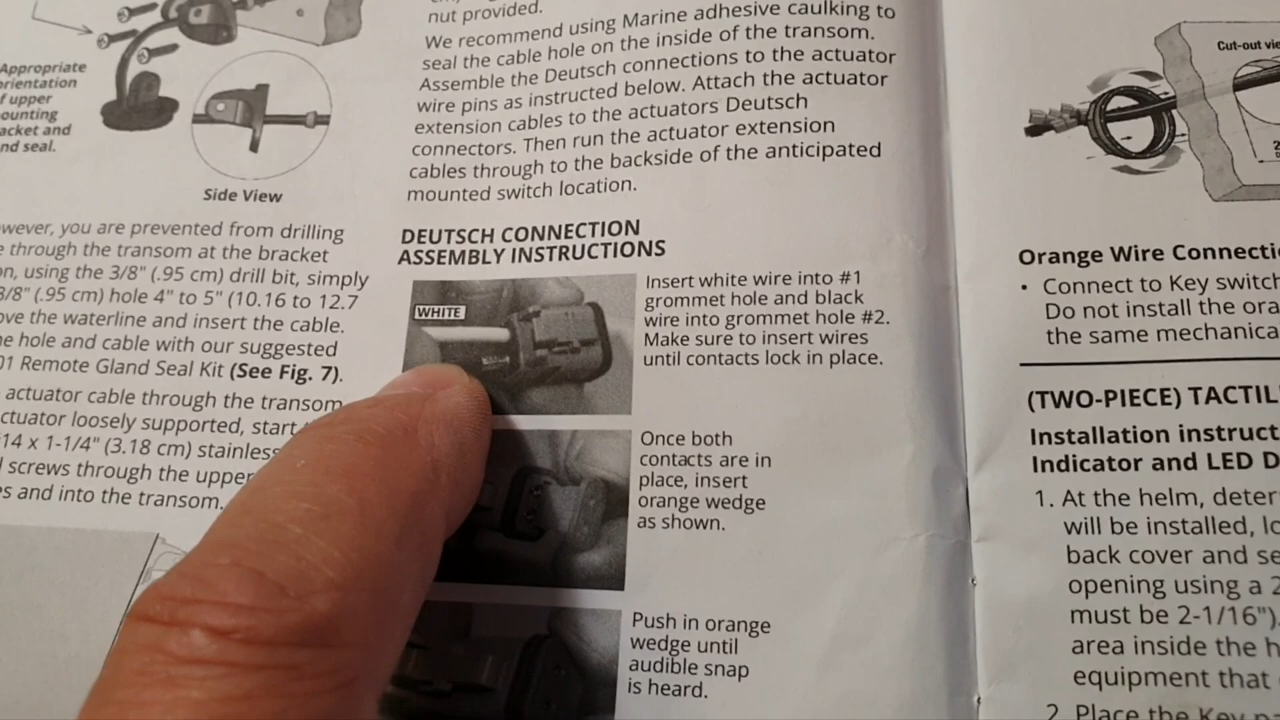 Appropriate
orientation
of upper
mounting
bracket and
and seal.
Side View
wever, you are prevented from drilling
e through the transom at the bracket
on, using the 3/8" (.95 cm) drill bit, simply
3/8" (.95 cm) hole 4" to 5" (10.16 to 12.7
ove the waterline and insert the cable.
he hole and cable with our suggested
01 Remote Gland Seal Kit (See Fig. 7).
actuator cable through the transom
ctuator loosely supported, start
14 x 1-1/4" (3.18 cm) stainless
screws through the upper
s and into the transom.
nut provided.
We recommend using Marine adhesive caulking to
seal the cable hole on the inside of the transom.
Assemble the Deutsch connections to the actuator
wire pins as instructed below. Attach the actuator
extension cables to the actuators Deutsch
connectors. Then run the actuator extension
cables through to the backside of the anticipated
mounted switch location.
DEUTSCH CONNECTION
ASSEMBLY INSTRUCTIONS
WHITE
Insert white wire into #1
grommet hole and black
wire into grommet hole #2.
Make sure to insert wires
until contacts lock in place.
Once both
contacts are in
place, insert
orange wedge
as shown.
Push in orange
wedge until
audible snap
is heard.
Cut-out vie
2
Orange Wire Connecti
• Connect to Key switch
Do not install the ora
the same mechanica
(TWO-PIECE) TACTIL
Installation instruct
Indicator and LED D
1. At the helm, deter
will be installed, lo
back cover and se
opening using a 2
must be 2-1/16").
area inside the h
equipment that
2. Place the Key pa